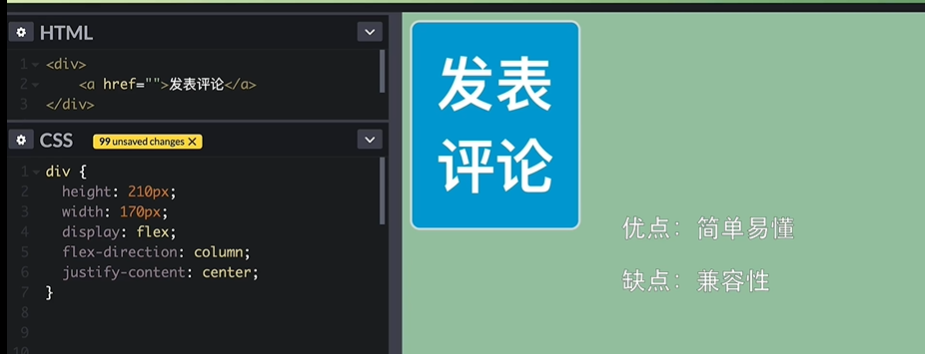 HTML
1 <div>
2 <a href="">发表评论</a>
3 </div>
CSS 99 unsaved changes X
1 div {
2 height: 210px;
3 width: 170px;
4 display: flex;
5 flex-direction: column;
6 justify-content: center;
7 }
8
9
10
发表
评论
优点：简单易懂
缺点：兼容性